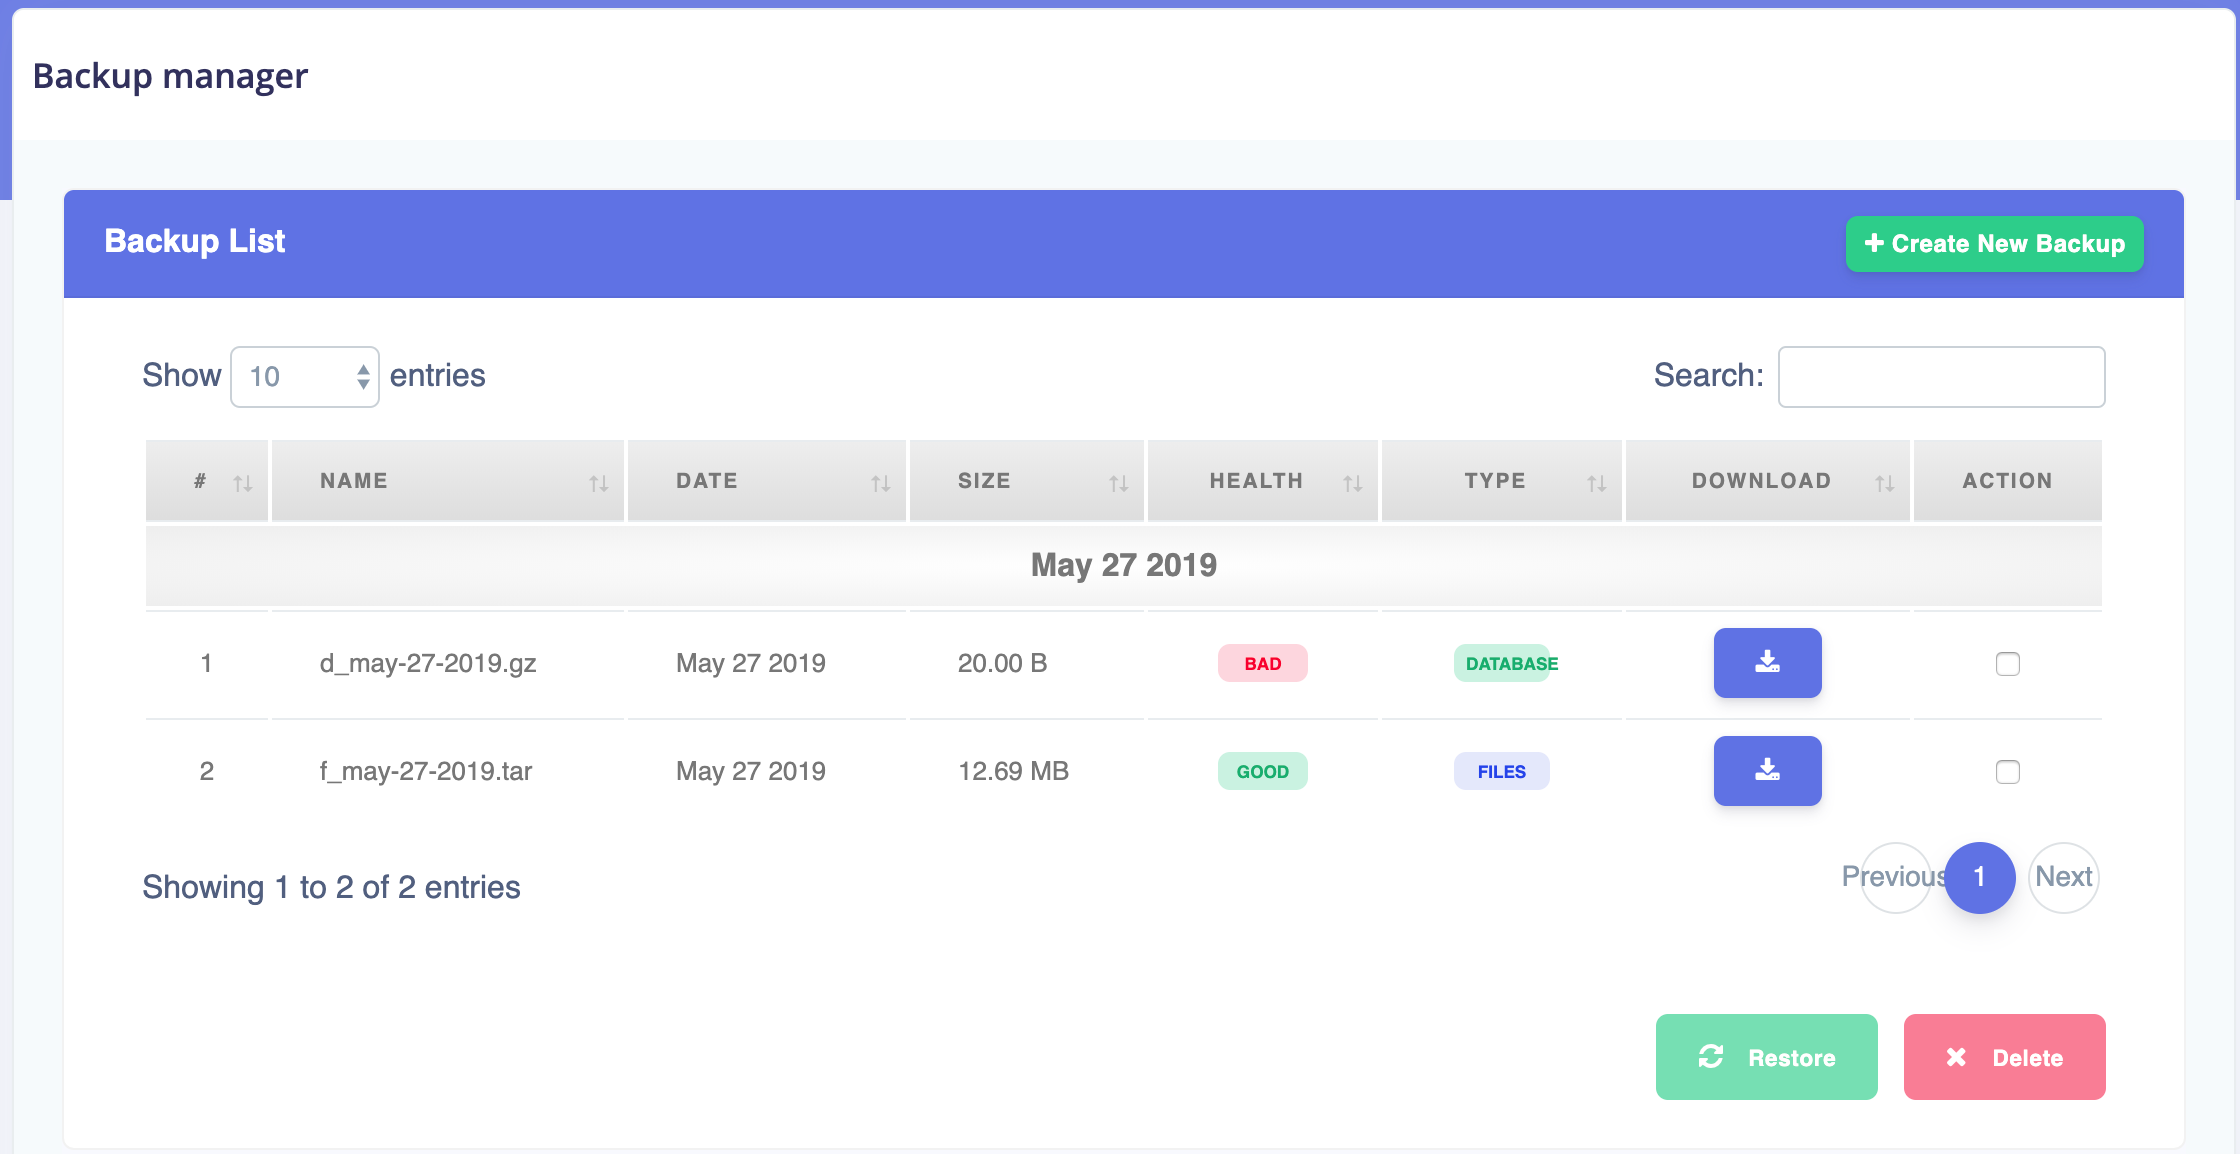 Backup manager
Backup List
Create New Backup
Show 10 entries
Search:
# NAME DATE SIZE HEALTH TYPE DOWNLOAD ACTION
May 27 2019
1 d_may-27-2019.gz May 27 2019 20.00 B BAD DATABASE
2 f_may-27-2019.tar May 27 2019 12.69 MB GOOD FILES
Showing 1 to 2 of 2 entries
Previous 1 Next
Restore Delete